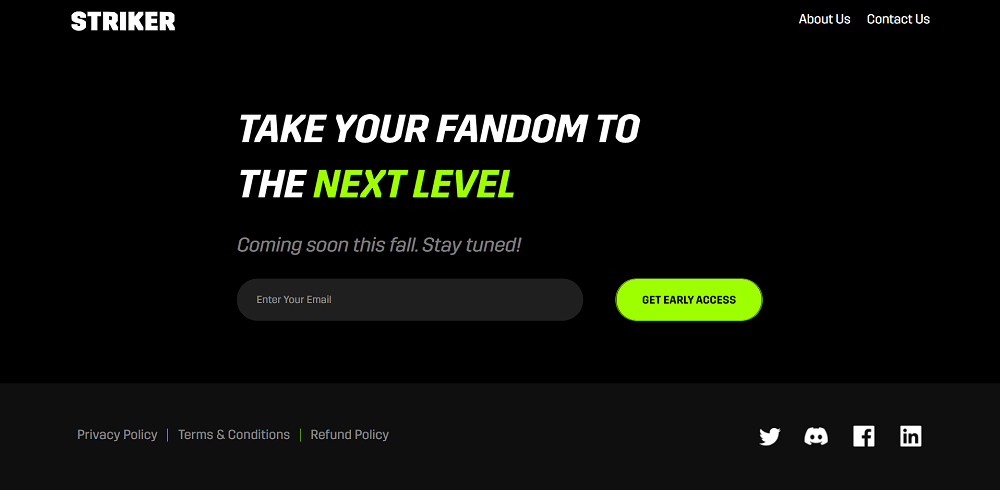 STRIKER
About Us
Contact Us
TAKE YOUR FANDOM TO
THE NEXT LEVEL
Coming soon this fall. Stay tuned!
Enter Your Email
GET EARLY ACCESS
Privacy Policy | Terms & Conditions | Refund Policy